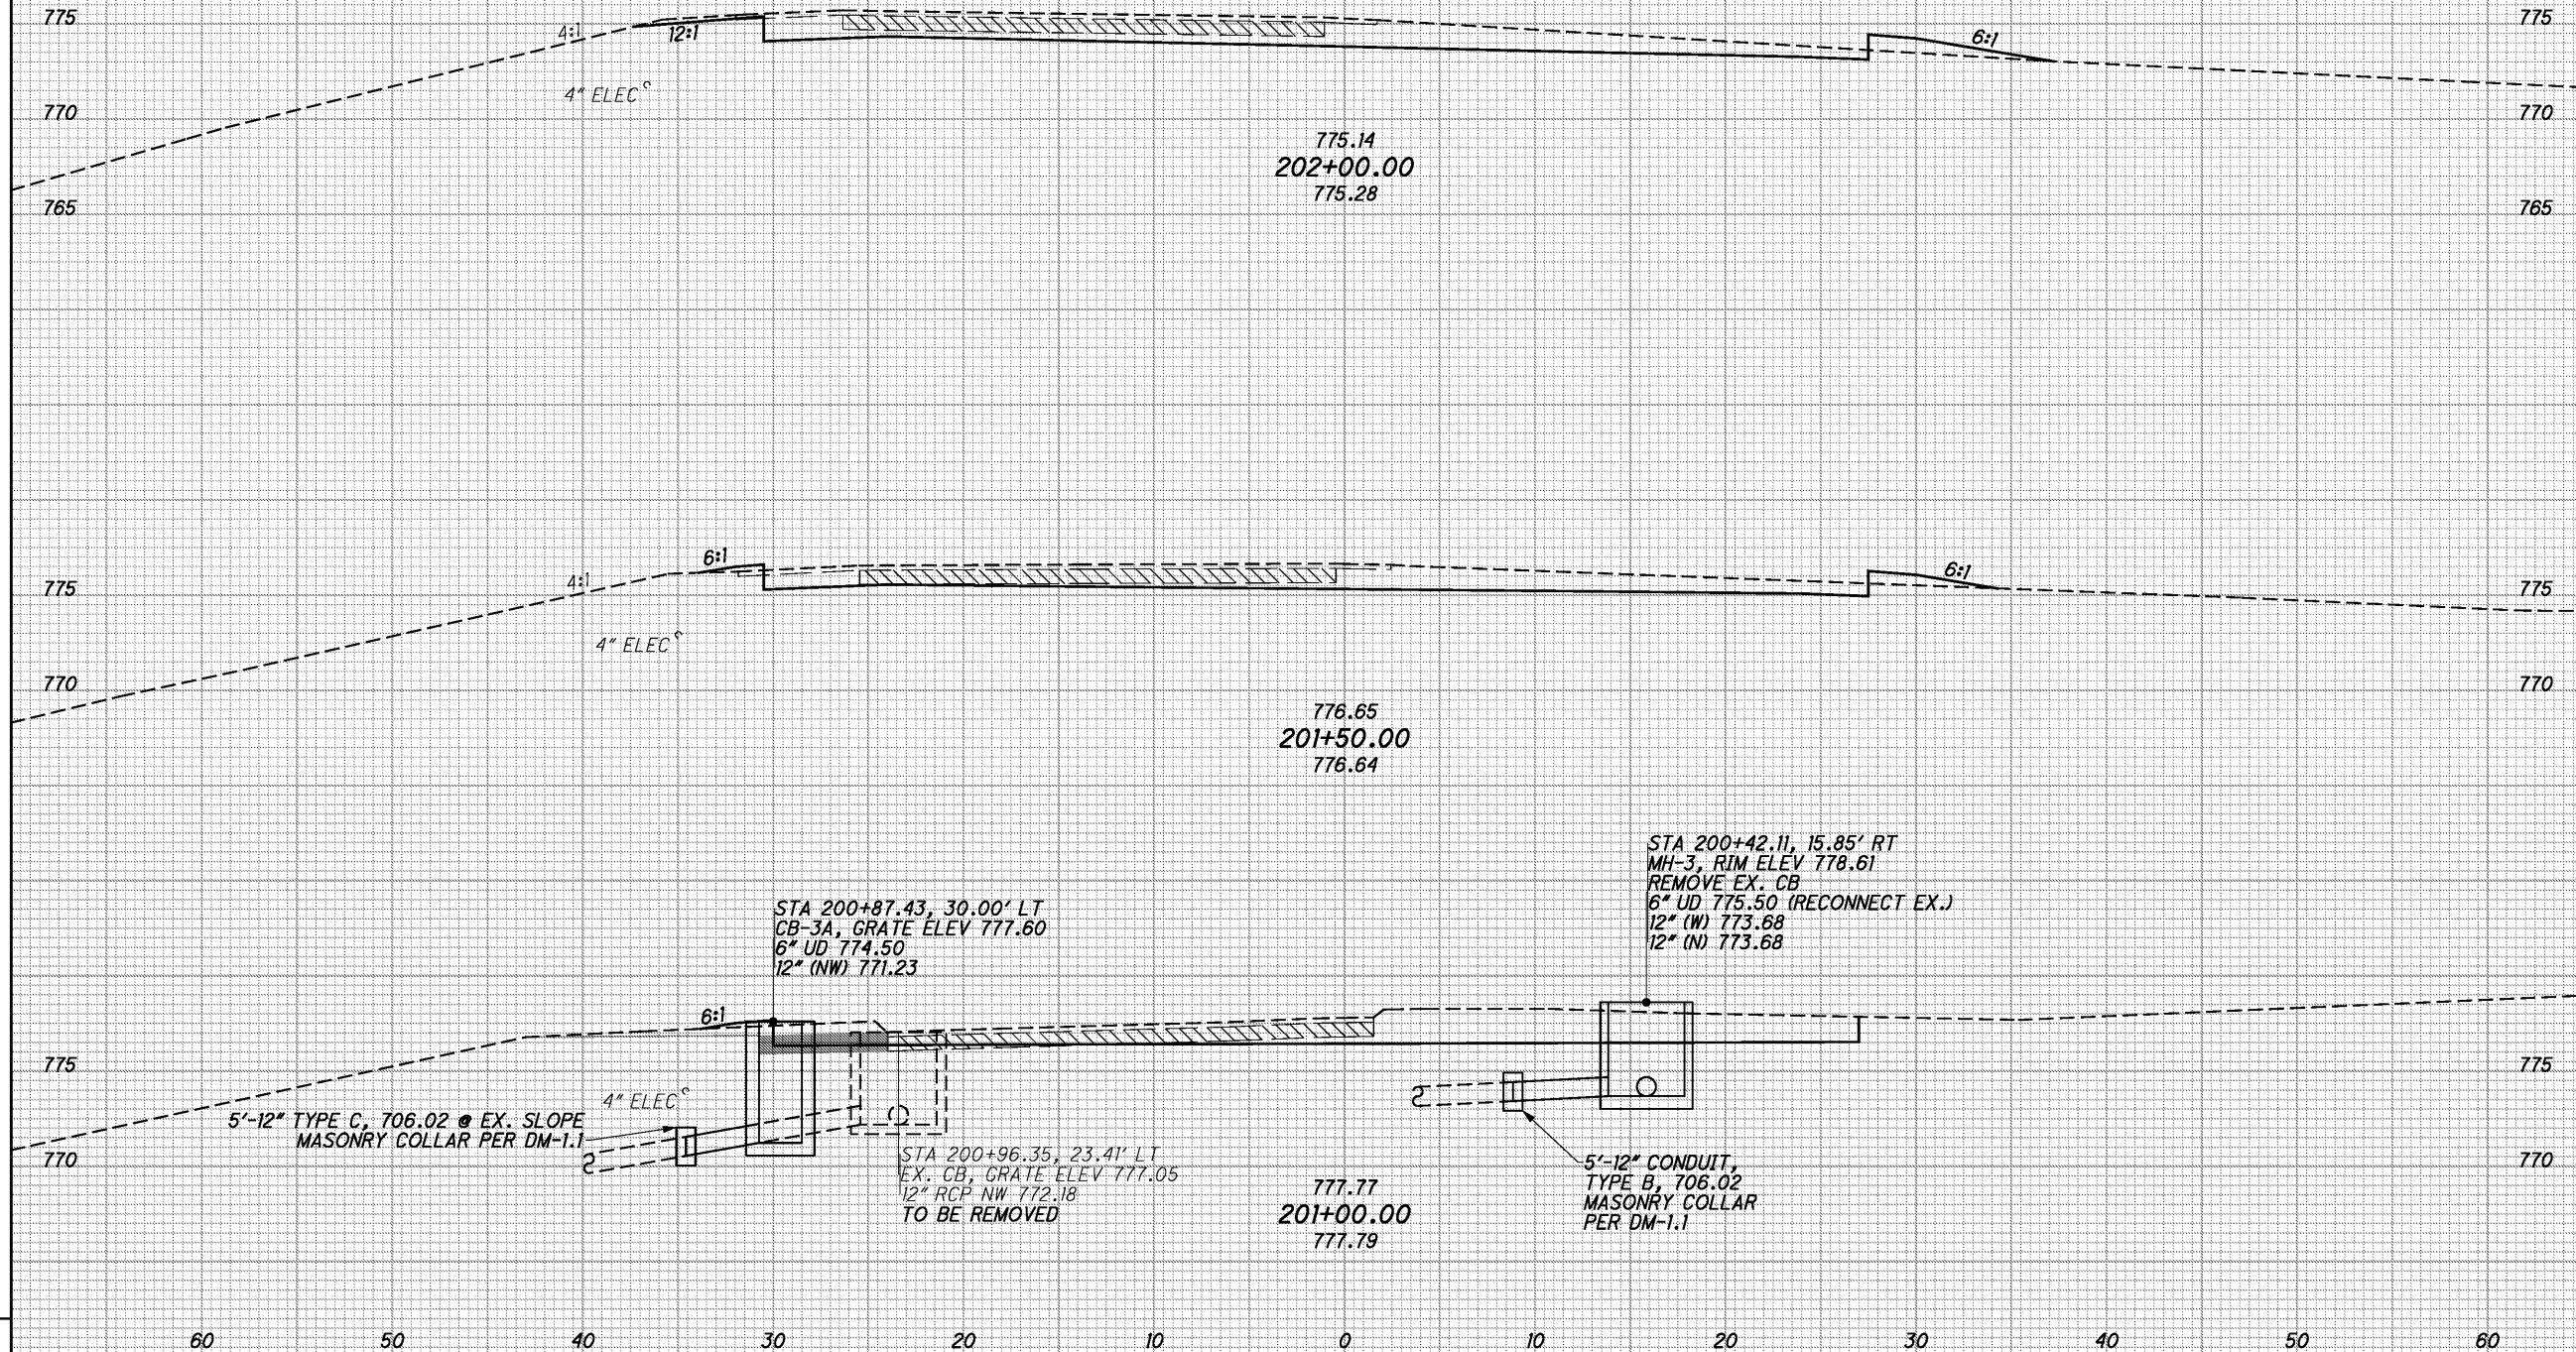 775
775
4:1
12:1
6:1
4" ELEC
770
770
775.14
202+00.00
775.28
765
765
6:1
4:1
6:1
775
775
4" ELEC
770
770
776.65
201+50.00
776.64
STA 200+42.11, 15.85' RT
MH-3, RIM ELEV 778.61
REMOVE EX. CB
6" UD 775.50 (RECONNECT EX.)
12" (W) 773.68
12" (N) 773.68
STA 200+87.43, 30.00' LT
CB-3A, GRATE ELEV 777.60
6" UD 774.50
12" (NW) 771.23
6:1
775
775
4" ELEC
5'-12" TYPE C, 706.02 @ EX. SLOPE
MASONRY COLLAR PER DM-1.1
770
770
STA 200+96.35, 23.41' LT
EX. CB, GRATE ELEV 777.05
12" RCP NW 772.18
TO BE REMOVED
5'-12" CONDUIT,
TYPE B, 706.02
MASONRY COLLAR
PER DM-1.1
777.77
201+00.00
777.79
60 50 40 30 20 10 0 10 20 30 40 50 60